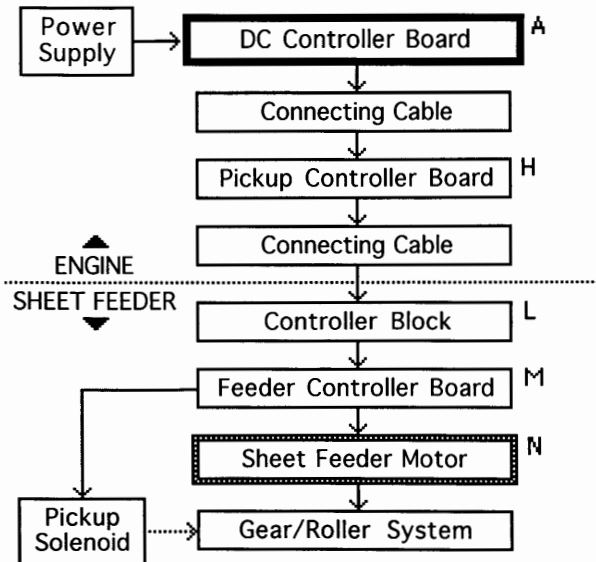 Power
Supply
DC Controller Board
A
Connecting Cable
Pickup Controller Board
H
Connecting Cable
ENGINE
SHEET FEEDER
Controller Block
L
Feeder Controller Board
M
Sheet Feeder Motor
N
Pickup
Solenoid
Gear/Roller System